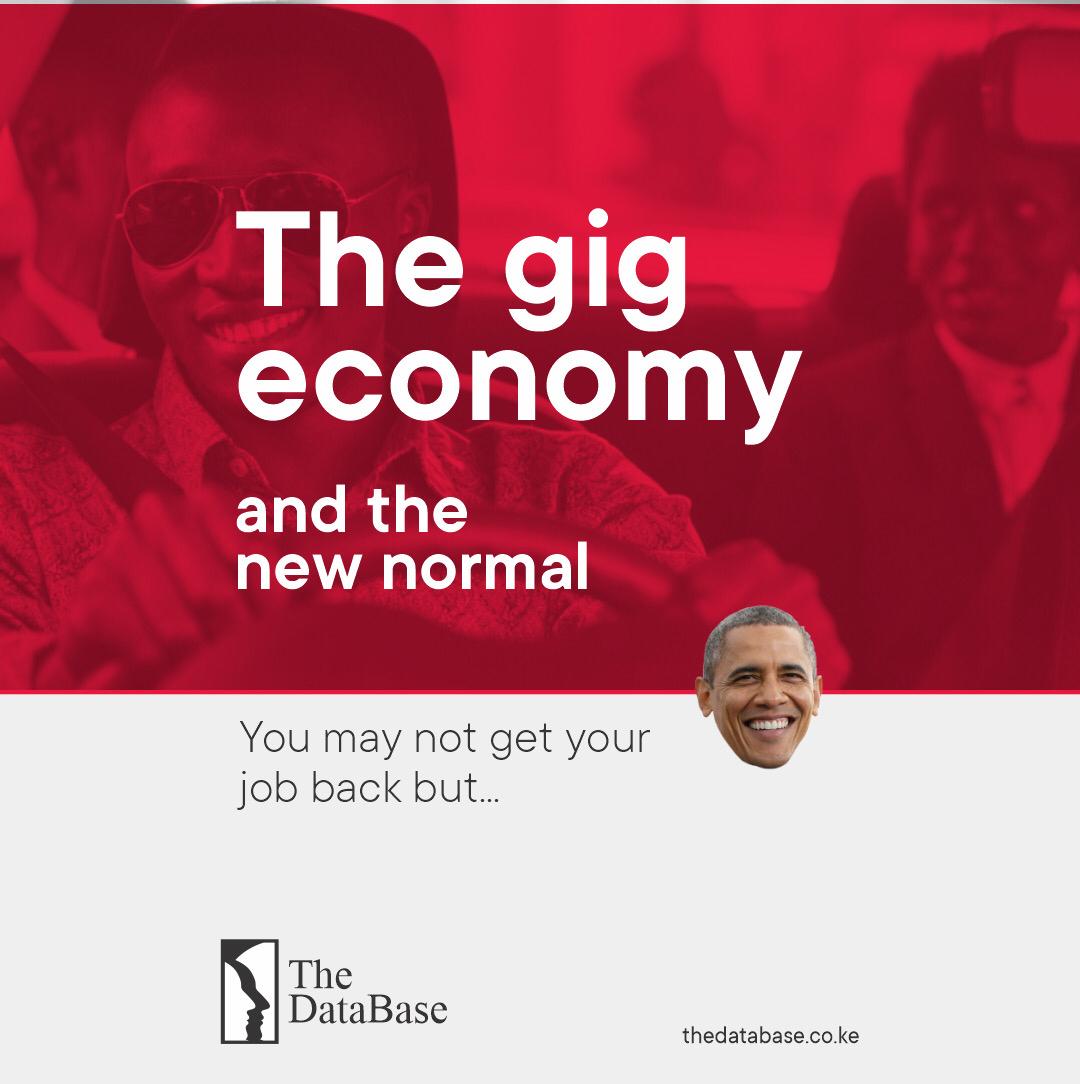 The gig
economy
and the
new normal
You may not get your
job back but...
The
DataBase
thedatabase.co.ke